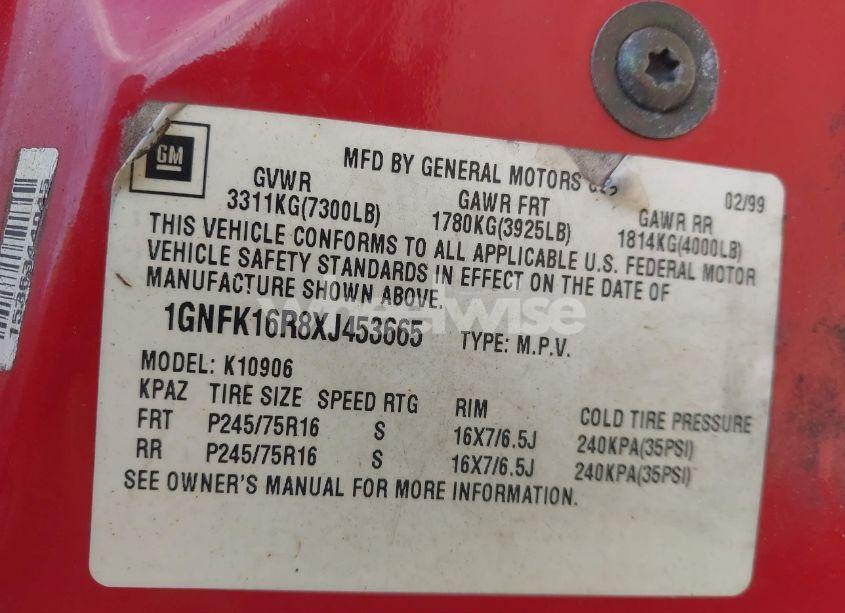 GM
MFD BY GENERAL MOTORS
02/99
GVWR GAWR FRT GAWR RR
3311KG(7300LB) 1780KG(3925LB) 1814KG(4000LB)
THIS VEHICLE CONFORMS TO ALL APPLICABLE U.S. FEDERAL MOTOR
VEHICLE SAFETY STANDARDS IN EFFECT ON THE DATE OF
MANUFACTURE SHOWN ABOVE.
1GNFK16R8XJ453665 TYPE: M.P.V.
MODEL: K10906
KPAZ TIRE SIZE SPEED RTG RIM COLD TIRE PRESSURE
FRT P245/75R16 S 16X7/6.5J 240KPA(35PSI)
RR P245/75R16 S 16X7/6.5J 240KPA(35PSI)
SEE OWNER'S MANUAL FOR MORE INFORMATION.